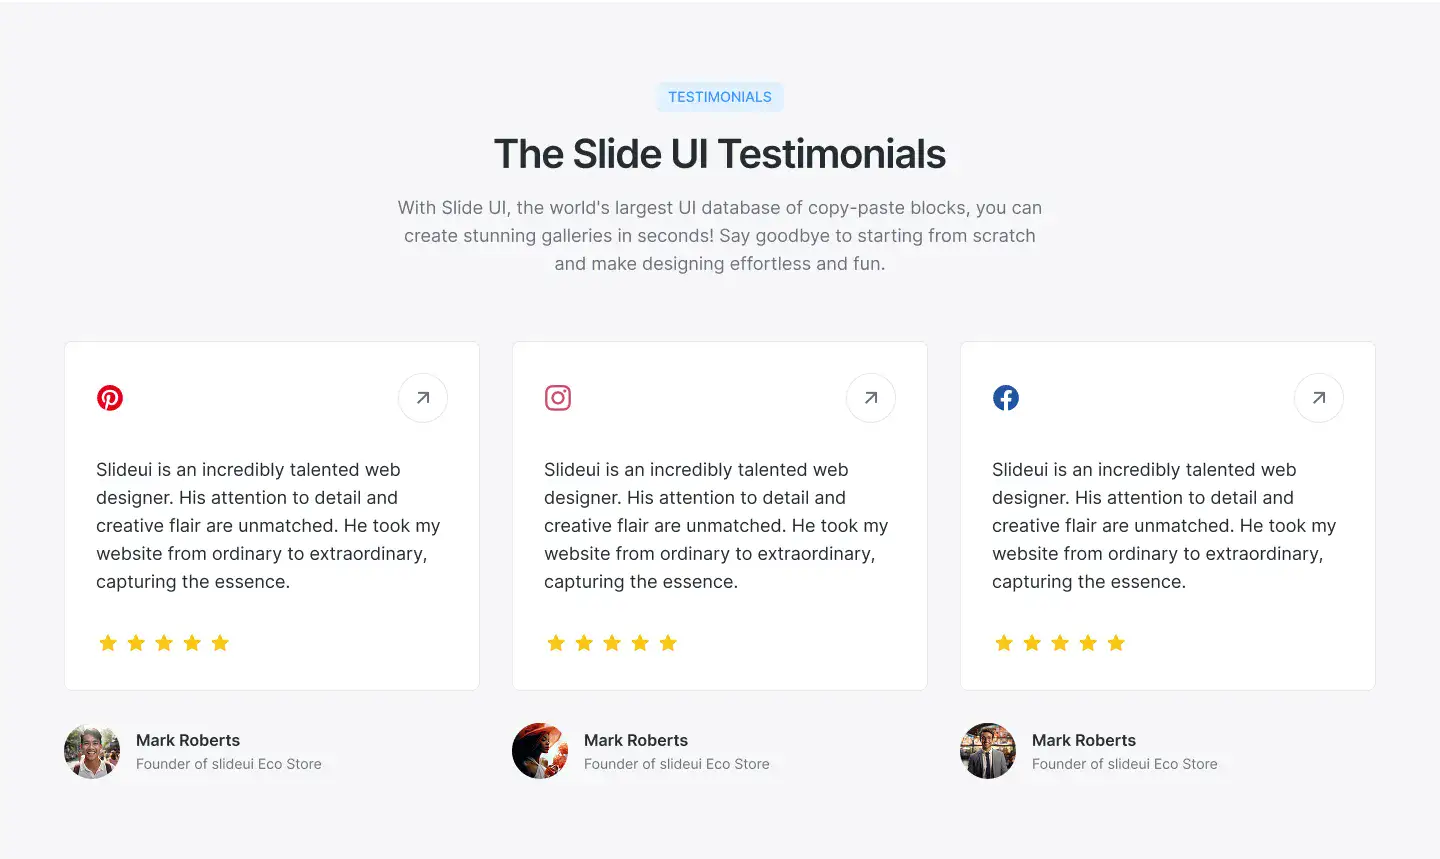 TESTIMONIALS
The Slide UI Testimonials
With Slide UI, the world's largest UI database of copy-paste blocks, you can
create stunning galleries in seconds! Say goodbye to starting from scratch
and make designing effortless and fun.
Slideui is an incredibly talented web
designer. His attention to detail and
creative flair are unmatched. He took my
website from ordinary to extraordinary,
capturing the essence.
Mark Roberts
Founder of slideui Eco Store
Slideui is an incredibly talented web
designer. His attention to detail and
creative flair are unmatched. He took my
website from ordinary to extraordinary,
capturing the essence.
Mark Roberts
Founder of slideui Eco Store
Slideui is an incredibly talented web
designer. His attention to detail and
creative flair are unmatched. He took my
website from ordinary to extraordinary,
capturing the essence.
Mark Roberts
Founder of slideui Eco Store